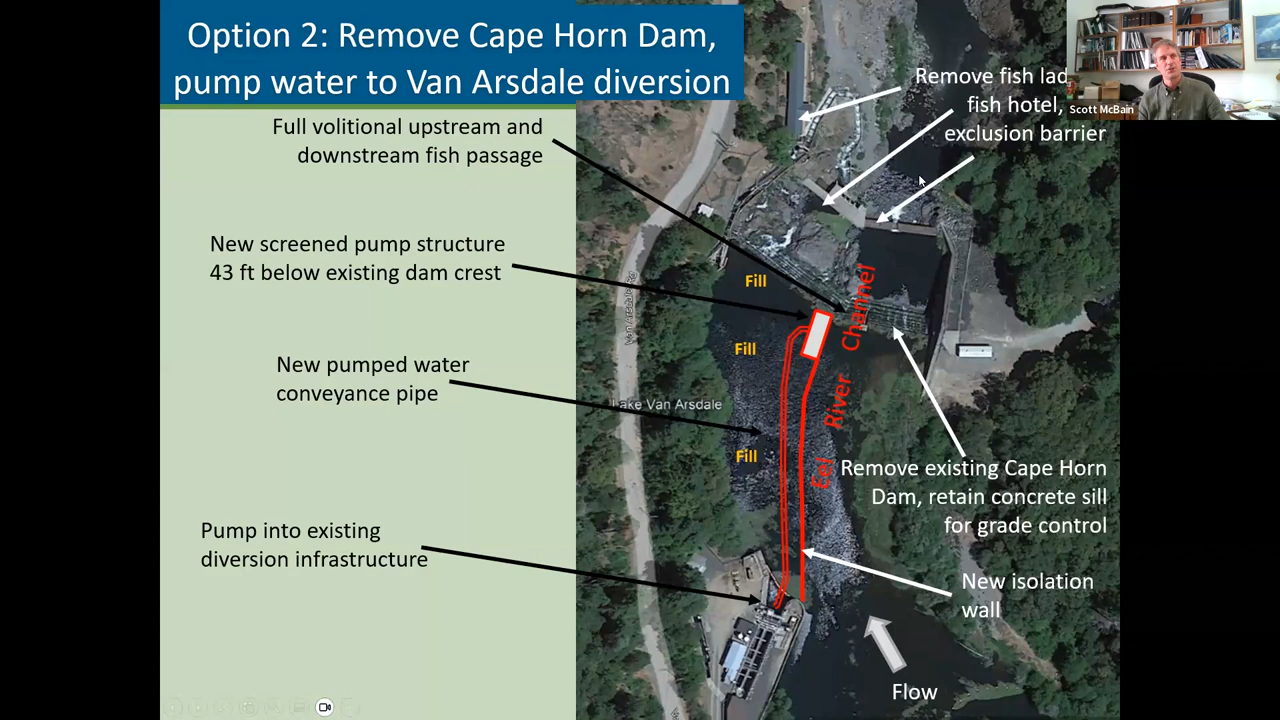 Option 2: Remove Cape Horn Dam,
pump water to Van Arsdale diversion
Full volitional upstream and
downstream fish passage
New screened pump structure
43 ft below existing dam crest
New pumped water
conveyance pipe
Pump into existing
diversion infrastructure
Remove fish lad
fish hotel,
exclusion barrier
Scott McBain
Fill
Fill
Fill
Lake Van Arsdale
Van Arsdale Rd
Eel River Channel
Remove existing Cape Horn
Dam, retain concrete sill
for grade control
New isolation
wall
Flow